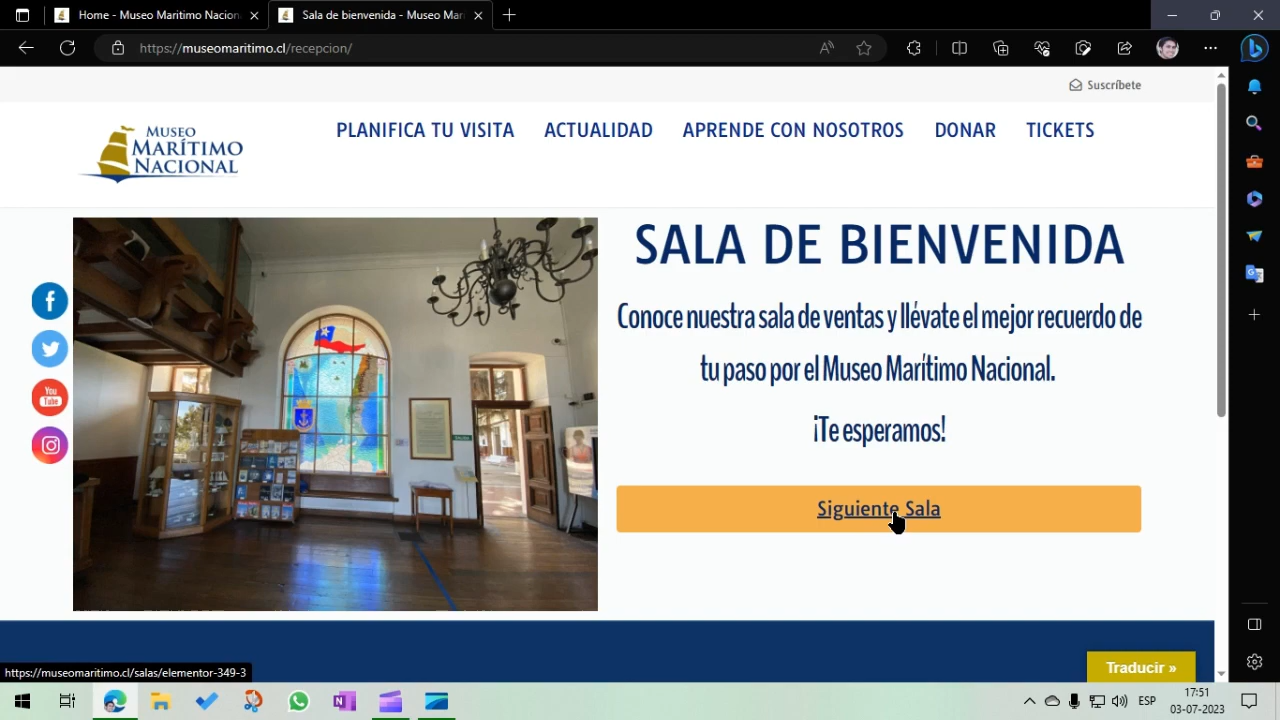 Home - Museo Maritimo Nacion
Sala de bienvenida - Museo Mar
https://museomaritimo.cl/recepcion/
Suscríbete
MUSEO
MARÍTIMO
NACIONAL
PLANIFICA TU VISITA
ACTUALIDAD
APRENDE CON NOSOTROS
DONAR
TICKETS
SALA DE BIENVENIDA
Conoce nuestra sala de ventas y llévate el mejor recuerdo de
tu paso por el Museo Marítimo Nacional.
¡Te esperamos!
Siguiente Sala
You
Tube
https://museomaritimo.cl/salas/elementor-349-3
Traducir »
ESP
17:51
03-07-2023